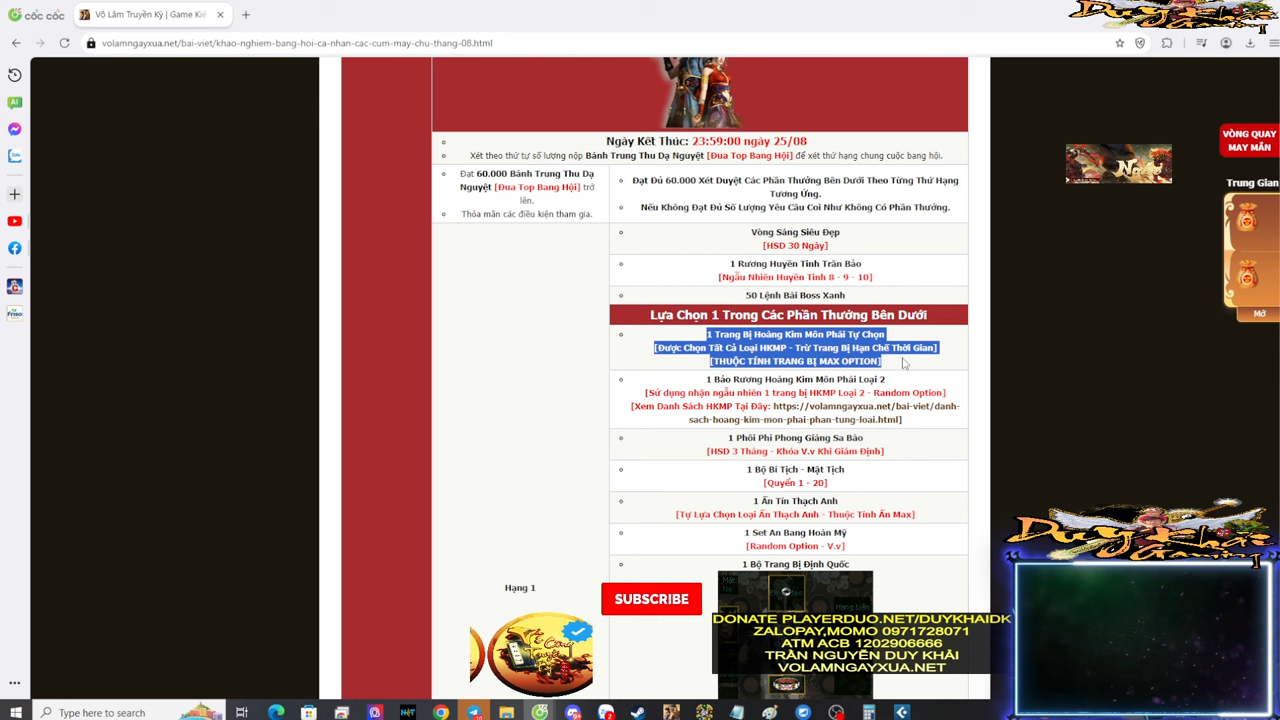 cốc cốc
Võ Lâm Truyền Kỳ | Game Kiế
volamngayxua.net/bai-viet/khao-nghiem-bang-hoi-ca-nhan-cac-cum-may-chu-thang-08.html
Duy Khải
Ngày Kết Thúc: 23:59:00 ngày 25/08
Xét theo thứ tự số lượng nộp Bánh Trung Thu Dạ Nguyệt [Đua Top Bang Hội] để xét thứ hạng chung cuộc bang hội.
Đạt 60.000 Bánh Trung Thu Dạ
Nguyệt [Đua Top Bang Hội] trở
lên.
Thỏa mãn các điều kiện tham gia.
Đạt Đủ 60.000 Xét Duyệt Các Phần Thưởng Bên Dưới Theo Từng Thứ Hạng
Tương Ứng.
Nếu Không Đạt Đủ Số Lượng Yêu Cầu Coi Như Không Có Phần Thưởng.
Vòng Sáng Siêu Đẹp
[HSD 30 Ngày]
1 Rương Huyền Tinh Trân Bảo
[Ngẫu Nhiên Huyền Tinh 8 - 9 - 10]
50 Lệnh Bài Boss Xanh
Lựa Chọn 1 Trong Các Phần Thưởng Bên Dưới
1 Trang Bị Hoàng Kim Môn Phái Tự Chọn
[Được Chọn Tất Cả Loại HKMP - Trừ Trang Bị Hạn Chế Thời Gian]
[THUỘC TÍNH TRANG BỊ MAX OPTION]
1 Bảo Rương Hoàng Kim Môn Phái Loại 2
[Sử dụng nhận ngẫu nhiên 1 trang bị HKMP Loại 2 - Random Option]
[Xem Danh Sách HKMP Tại Đây: https://volamngayxua.net/bai-viet/danh-
sach-hoang-kim-mon-phai-phan-tung-loai.html]
1 Phôi Phi Phong Giáng Sa Bào
[HSD 3 Tháng - Khóa V.v Khi Giám Định]
1 Bộ Bí Tịch - Mật Tịch
[Quyển 1 - 20]
1 Ấn Tín Thạch Anh
[Tự Lựa Chọn Loại Ấn Thạch Anh - Thuộc Tính Ấn Max]
1 Set An Bang Hoàn Mỹ
[Random Option - V.v]
1 Bộ Trang Bị Định Quốc
Hạng 1
SUBSCRIBE
DONATE PLAYERDUO.NET/DUYKHAIDK
ZALOPAY,MOMO 0971728071
ATM ACB 1202906666
TRẦN NGUYỄN DUY KHẢI
VOLAMNGAYXUA.NET
VÒNG QUAY
MAY MẮN
Trung Gian
Mở
Duy Khải
Gaming
Type here to search